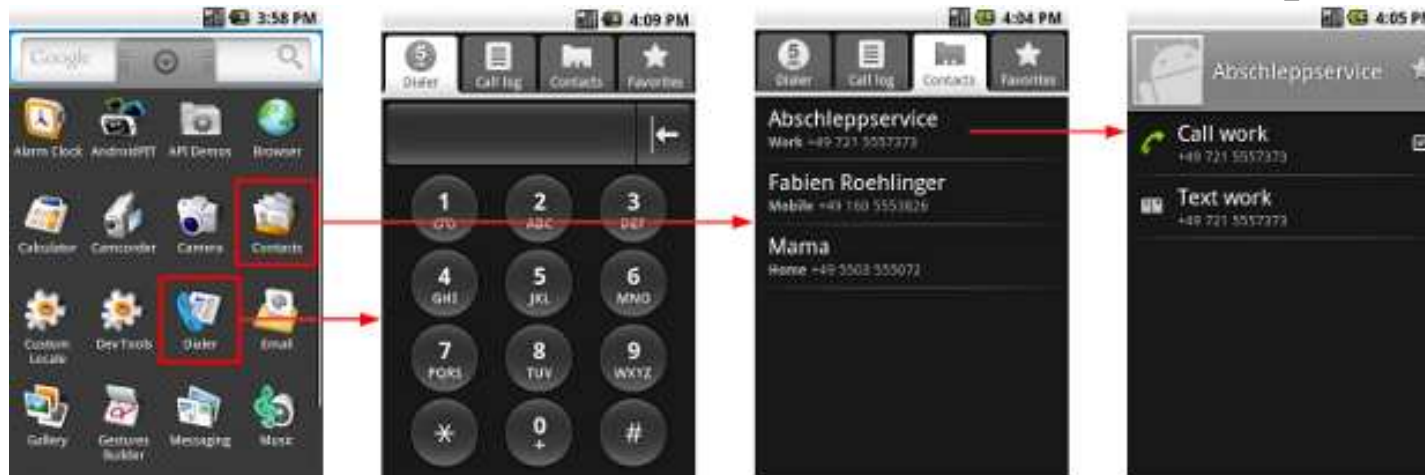 3:58 PM
Google
Alarm Clock AndroidPIT API Demos Browser
Calculator Camcorder Camera Contacts
Custom Locale Dev Tools Dialer Email
Gallery Gestures Builder Messaging Music
4:09 PM
5
Dialer Call log Contacts Favorites
1 2 3
ABC DEF
4 5 6
GHI JKL MNO
7 8 9
PQRS TUV WXYZ
* 0 #
+
4:04 PM
5
Dialer Call log Contacts Favorites
Abschleppservice
Work +49 721 5557373
Fabien Roehlinger
Mobile +49 160 5553826
Mama
Home +49 5503 555072
4:05 PM
Abschleppservice
Call work
+49 721 5557373
Text work
+49 721 5557373